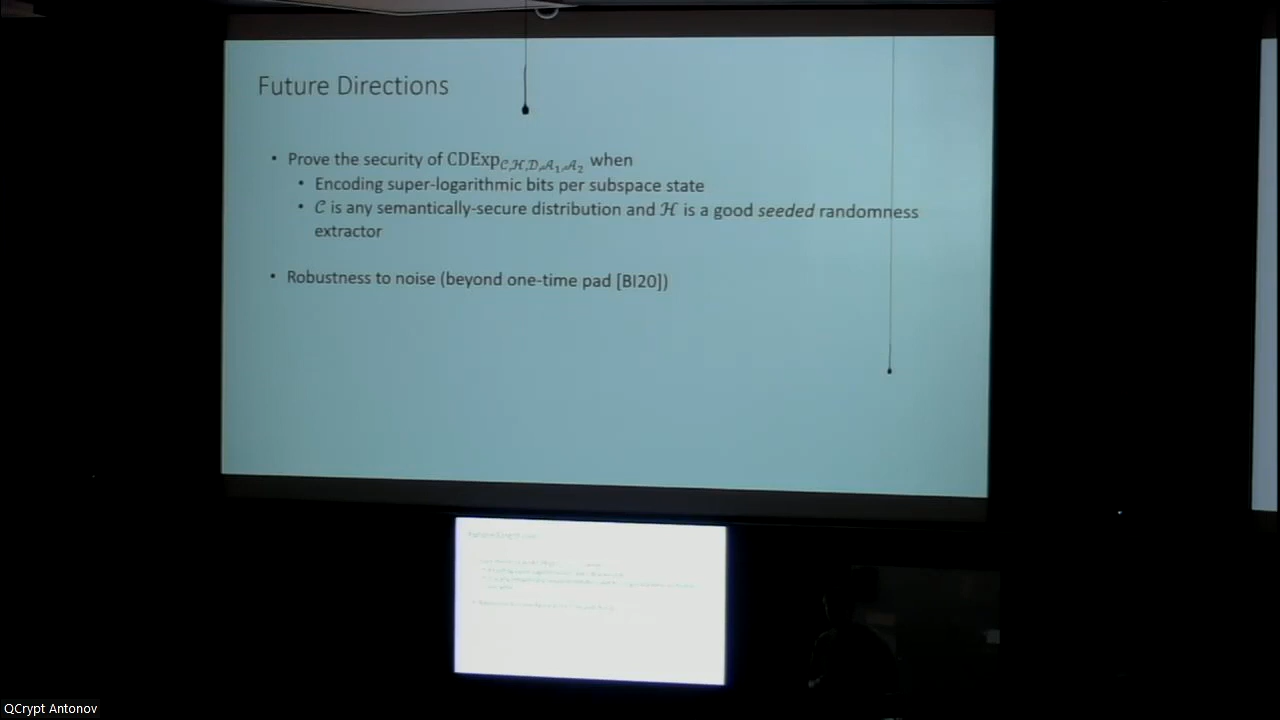 Future Directions
• Prove the security of CDExp_{𝒞,ℋ,𝒟,𝒜₁,𝒜₂} when
• Encoding super-logarithmic bits per subspace state
• 𝒞 is any semantically-secure distribution and ℋ is a good seeded randomness
extractor
• Robustness to noise (beyond one-time pad [BI20])
QCrypt Antonov